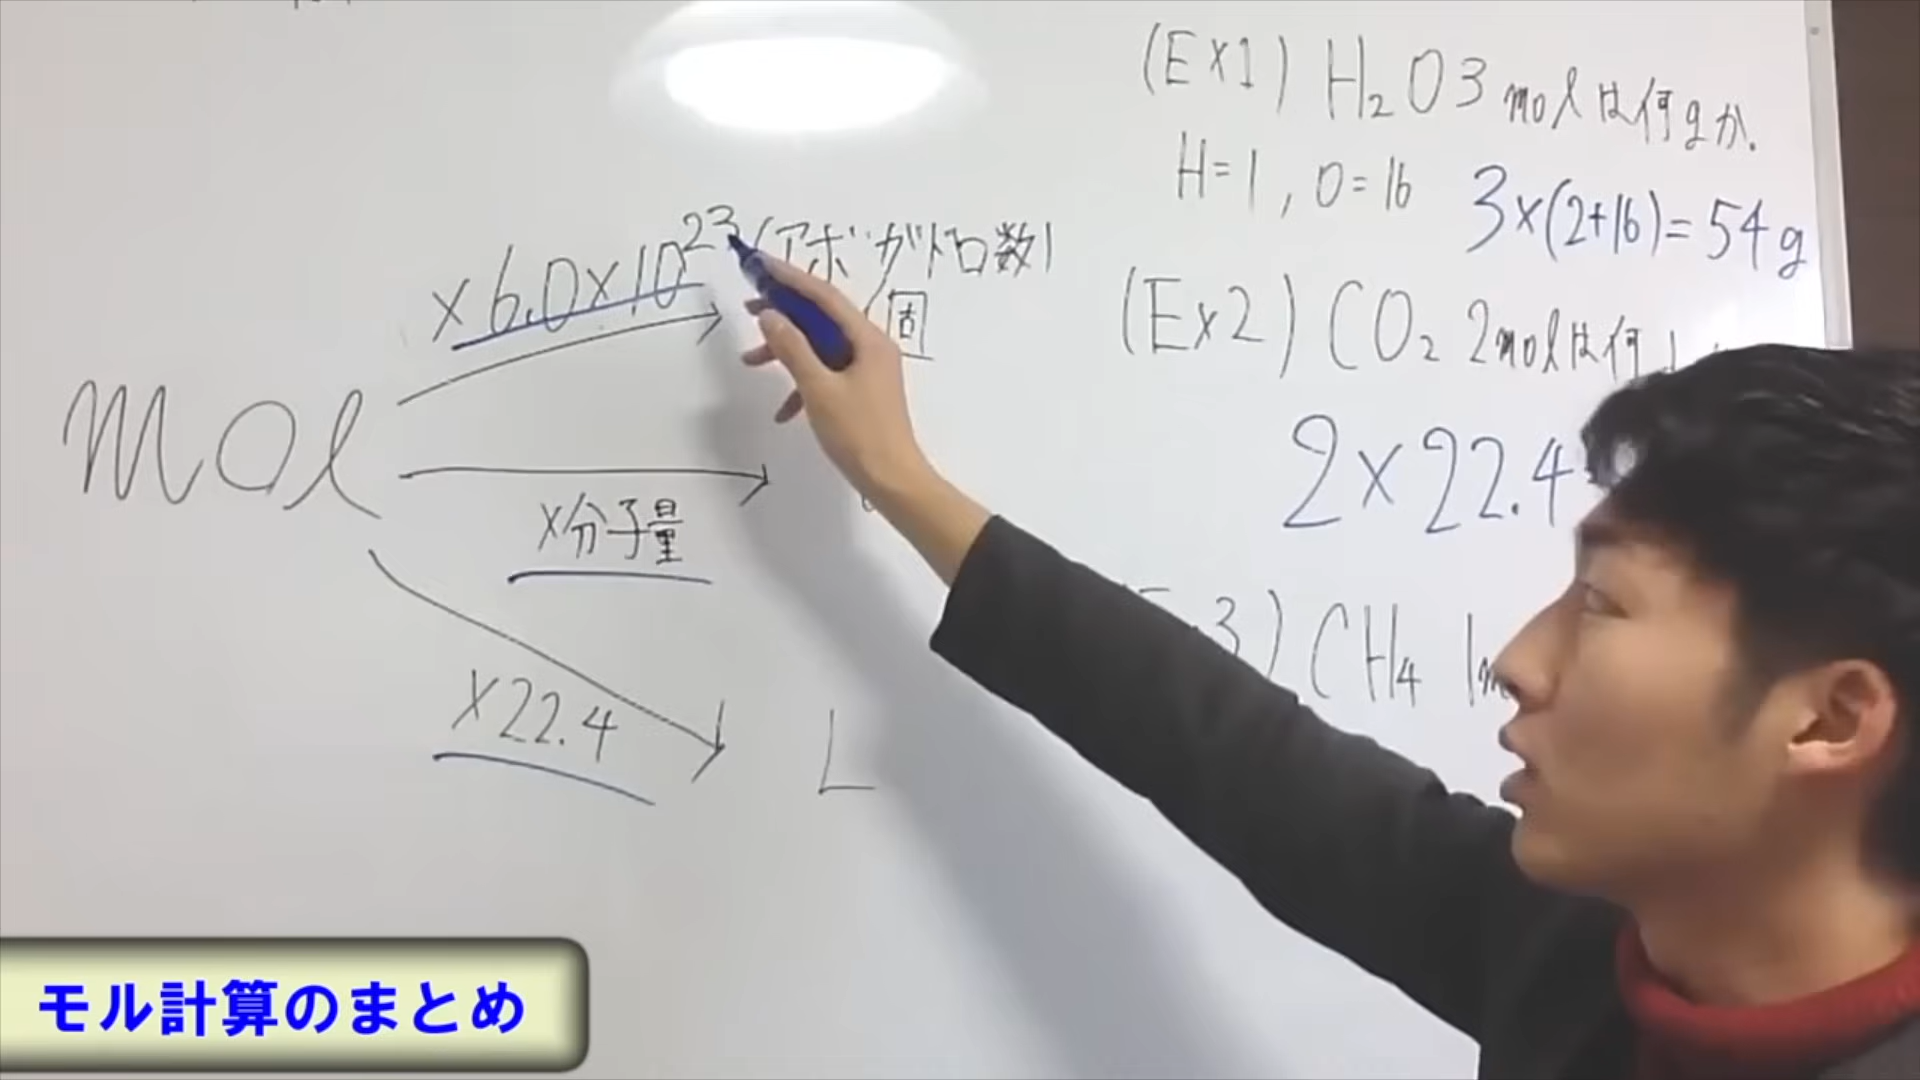 ×6.0×10²³(アボガドロ数)
個
mol
×分子量
×22.4
L
(Ex1) H₂O 3molは何gか.
H=1, O=16 3×(2+16)=54g
(Ex2) CO₂ 2molは何
2×22.4
3) CH₄ 1m
モル計算のまとめ